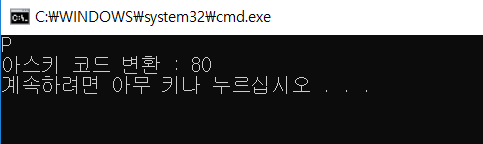 C:₩WINDOWS₩system32₩cmd.exe
P
아스키 코드 변환 : 80
계속하려면 아무 키나 누르십시오 . . .